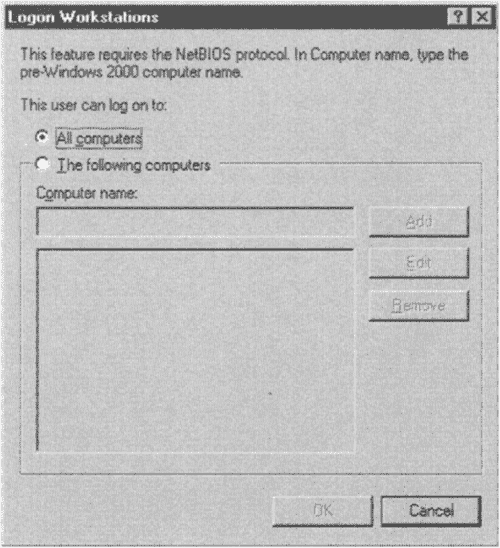 Logon Workstations
This feature requires the NetBIOS protocol. In Computer name, type the
pre-Windows 2000 computer name.
This user can log on to:
All computers
The following computers
Computer name:
Add
Edit
Remove
OK
Cancel